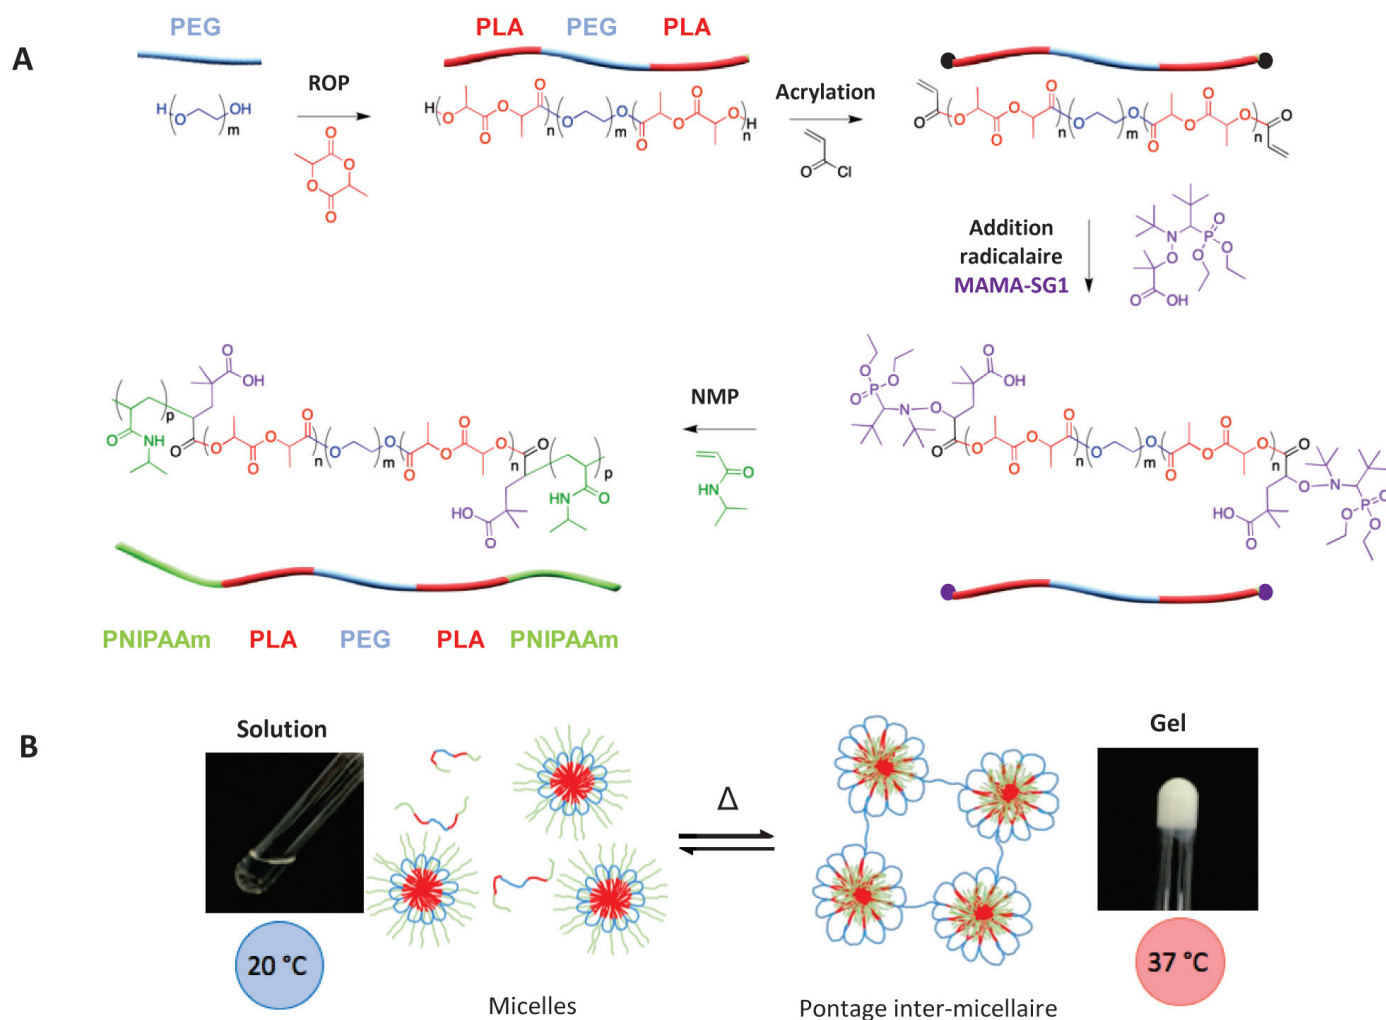 A
PEG
PLA PEG PLA
ROP
Acrylation
Addition
radicalaire
MAMA-SG1
NMP
PNIPAAm PLA PEG PLA PNIPAAm
B
Solution
Gel
Δ
20 °C
37 °C
Micelles
Pontage inter-micellaire